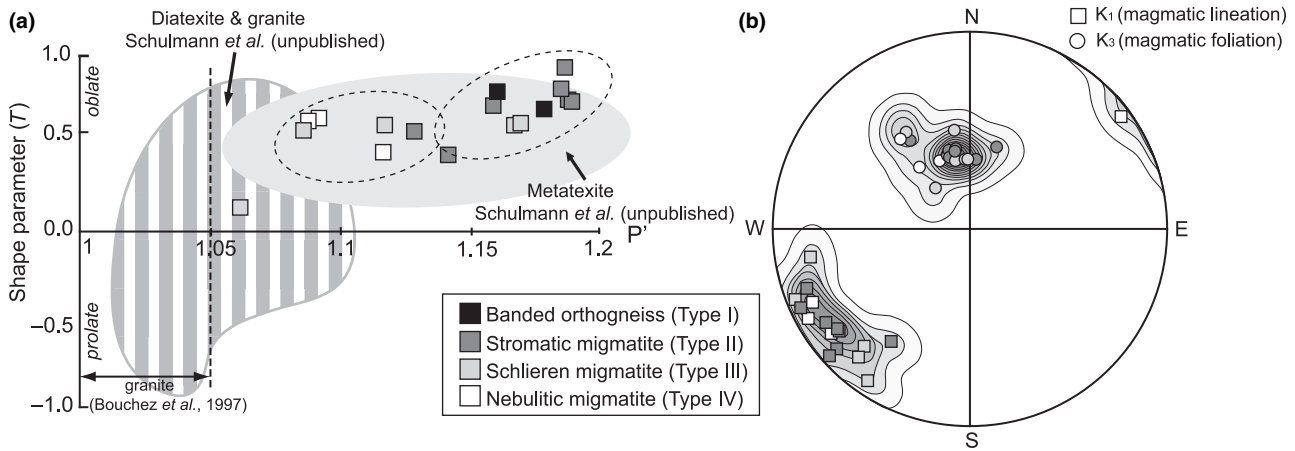 (a)
Diatexite & granite
Schulmann et al. (unpublished)
Shape parameter (T)
1.0
0.5
0.0
–0.5
–1.0
oblate
prolate
1
1.05
1.1
1.15
1.2
P'
Metatexite
Schulmann et al. (unpublished)
granite
(Bouchez et al., 1997)
Banded orthogneiss (Type I)
Stromatic migmatite (Type II)
Schlieren migmatite (Type III)
Nebulitic migmatite (Type IV)
(b)
K1 (magmatic lineation)
K3 (magmatic foliation)
N
W
E
S